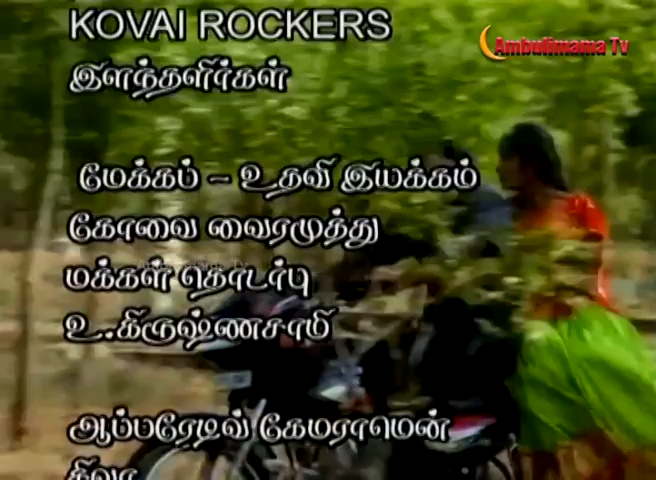 KOVAI ROCKERS
Ambulimama Tv
இளந்தளிர்கள்
மேக்கப் – உதவி இயக்கம்
கோவை வைரமுத்து
மக்கள் தொடர்பு
உ.கிருஷ்ணசாமி
ஆப்பரேடிவ் கேமராமென்